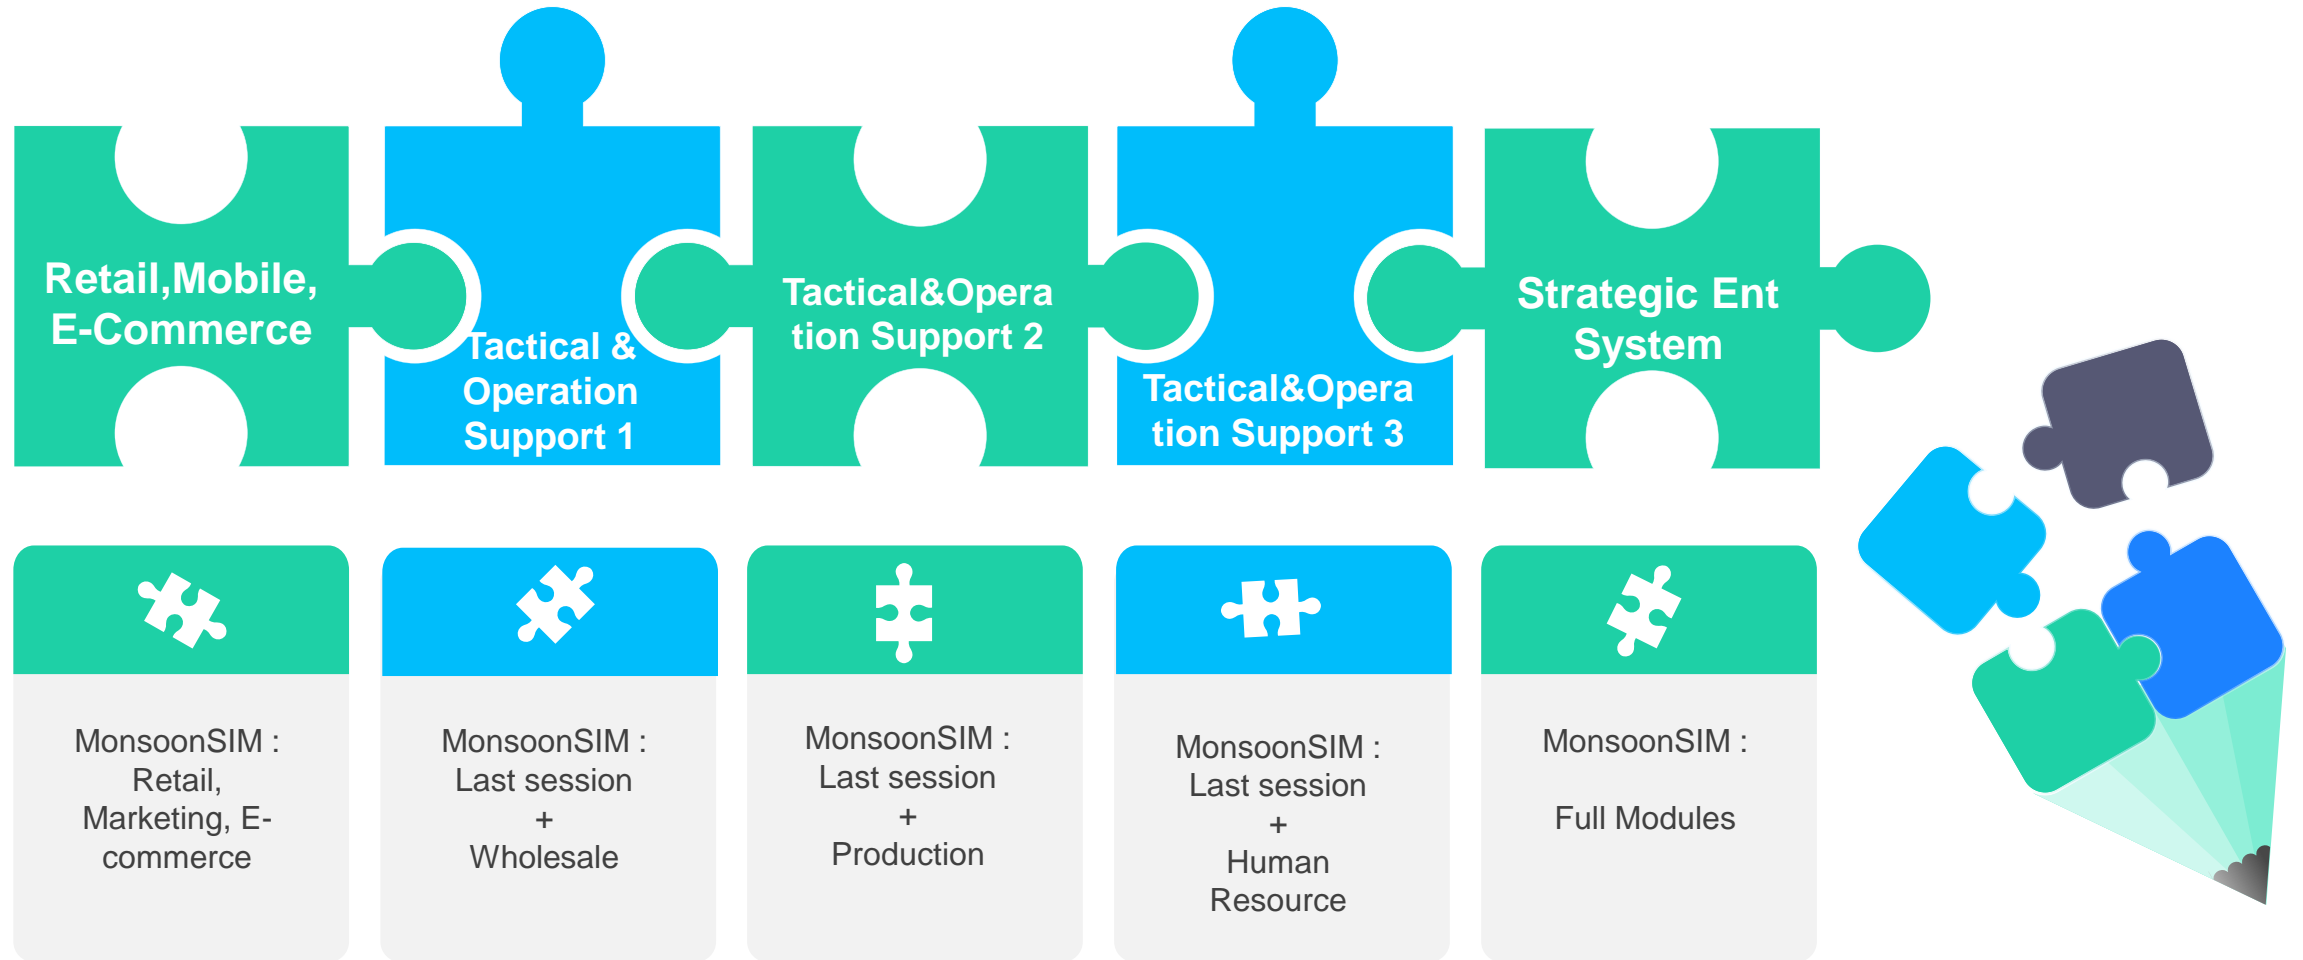 Retail,Mobile,
E-Commerce
Tactical &
Operation
Support 1
Tactical&Opera
tion Support 2
Tactical&Opera
tion Support 3
Strategic Ent
System
MonsoonSIM :
Retail,
Marketing, E-
commerce
MonsoonSIM :
Last session
+
Wholesale
MonsoonSIM :
Last session
+
Production
MonsoonSIM :
Last session
+
Human
Resource
MonsoonSIM :
Full Modules